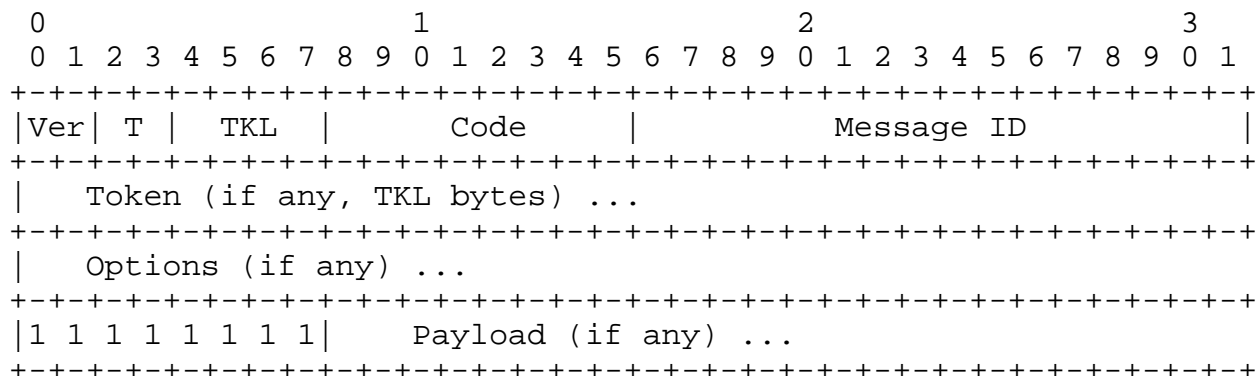 0                   1                   2                   3
 0 1 2 3 4 5 6 7 8 9 0 1 2 3 4 5 6 7 8 9 0 1 2 3 4 5 6 7 8 9 0 1
+-+-+-+-+-+-+-+-+-+-+-+-+-+-+-+-+-+-+-+-+-+-+-+-+-+-+-+-+-+-+-+-+
|Ver| T |  TKL  |      Code     |          Message ID           |
+-+-+-+-+-+-+-+-+-+-+-+-+-+-+-+-+-+-+-+-+-+-+-+-+-+-+-+-+-+-+-+-+
|   Token (if any, TKL bytes) ...
+-+-+-+-+-+-+-+-+-+-+-+-+-+-+-+-+-+-+-+-+-+-+-+-+-+-+-+-+-+-+-+-+
|   Options (if any) ...
+-+-+-+-+-+-+-+-+-+-+-+-+-+-+-+-+-+-+-+-+-+-+-+-+-+-+-+-+-+-+-+-+
|1 1 1 1 1 1 1 1|    Payload (if any) ...
+-+-+-+-+-+-+-+-+-+-+-+-+-+-+-+-+-+-+-+-+-+-+-+-+-+-+-+-+-+-+-+-+